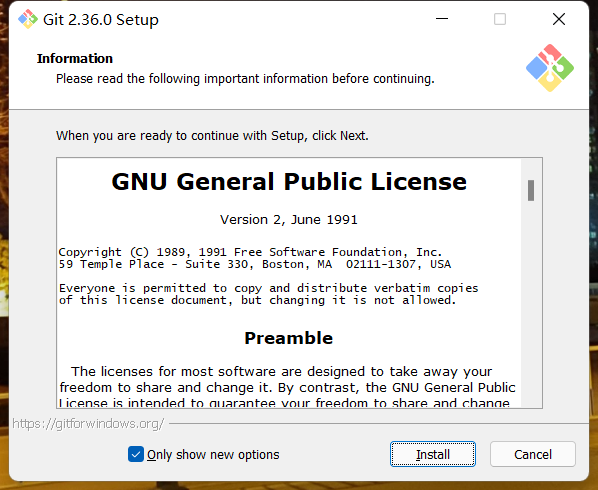 Git 2.36.0 Setup
Information
Please read the following important information before continuing.
When you are ready to continue with Setup, click Next.
GNU General Public License
Version 2, June 1991
Copyright (C) 1989, 1991 Free Software Foundation, Inc.
59 Temple Place - Suite 330, Boston, MA  02111-1307, USA
Everyone is permitted to copy and distribute verbatim copies
of this license document, but changing it is not allowed.
Preamble
The licenses for most software are designed to take away your
freedom to share and change it. By contrast, the GNU General Public
License is intended to guarantee your freedom to share and change
https://gitforwindows.org/
Only show new options
Install
Cancel